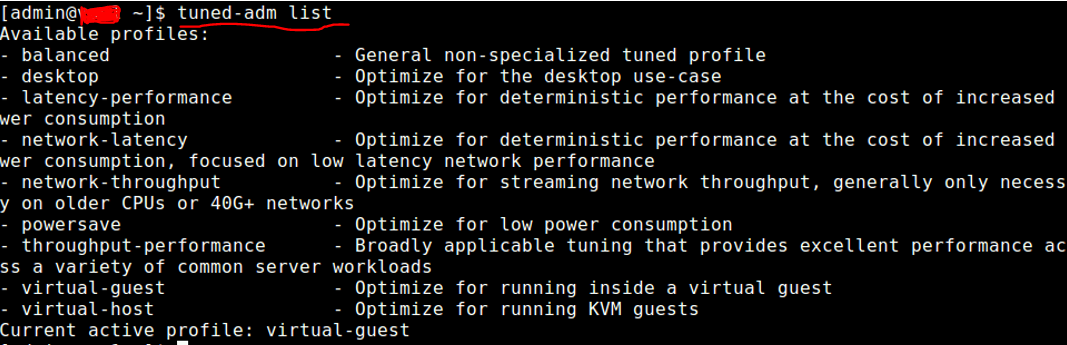 [admin@ ~]$ tuned-adm list
Available profiles:
- balanced                    - General non-specialized tuned profile
- desktop                     - Optimize for the desktop use-case
- latency-performance         - Optimize for deterministic performance at the cost of increased
wer consumption
- network-latency             - Optimize for deterministic performance at the cost of increased
wer consumption, focused on low latency network performance
- network-throughput          - Optimize for streaming network throughput, generally only necess
y on older CPUs or 40G+ networks
- powersave                   - Optimize for low power consumption
- throughput-performance      - Broadly applicable tuning that provides excellent performance ac
ss a variety of common server workloads
- virtual-guest               - Optimize for running inside a virtual guest
- virtual-host                - Optimize for running KVM guests
Current active profile: virtual-guest